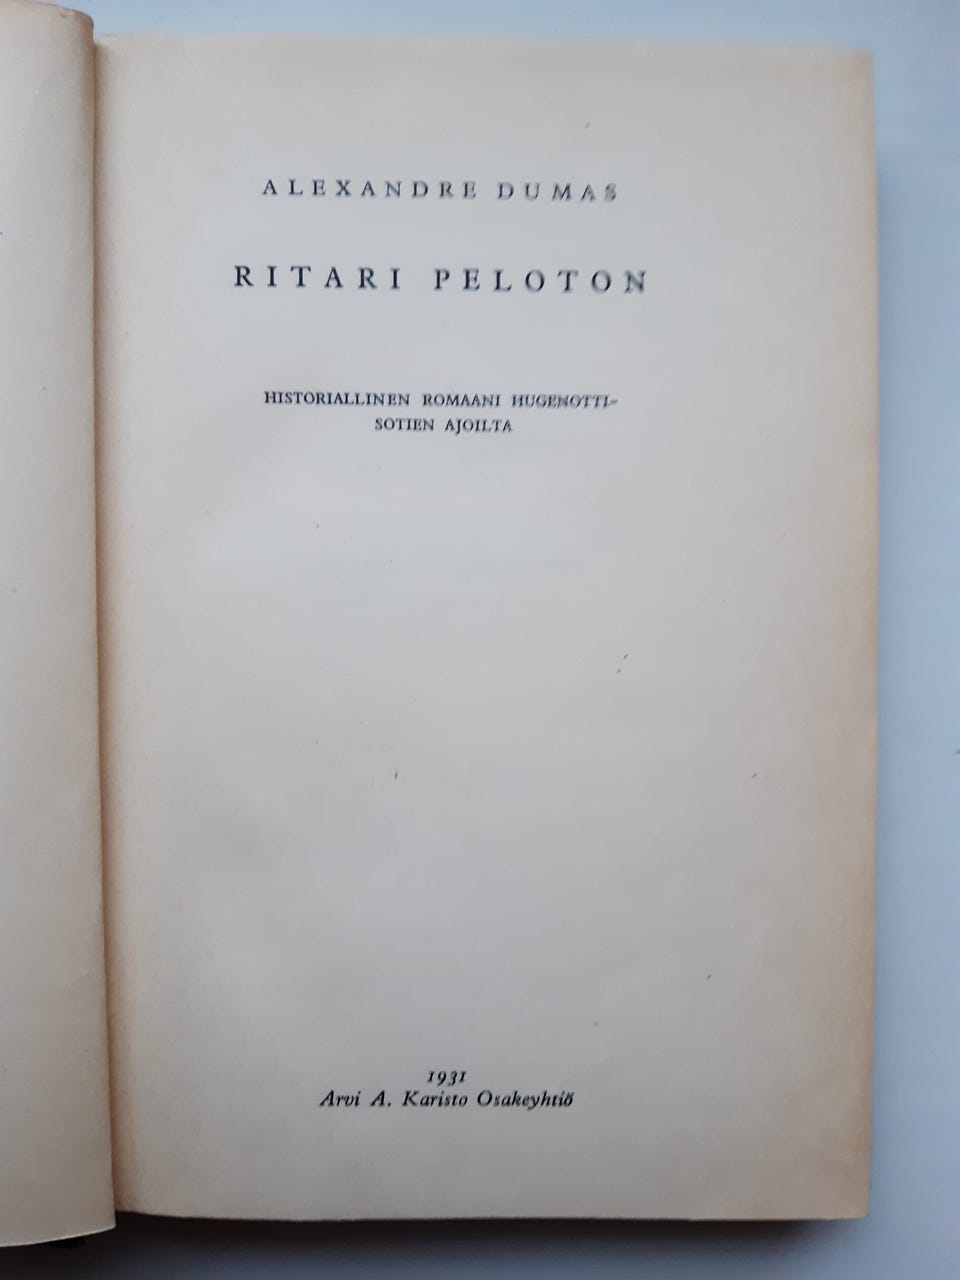 ALEXANDRE DUMAS
RITARI PELOTON
HISTORIALLINEN ROMAANI HUGENOTTI-
SOTIEN AJOILTA
1931
Arvi A. Karisto Osakeyhtiö